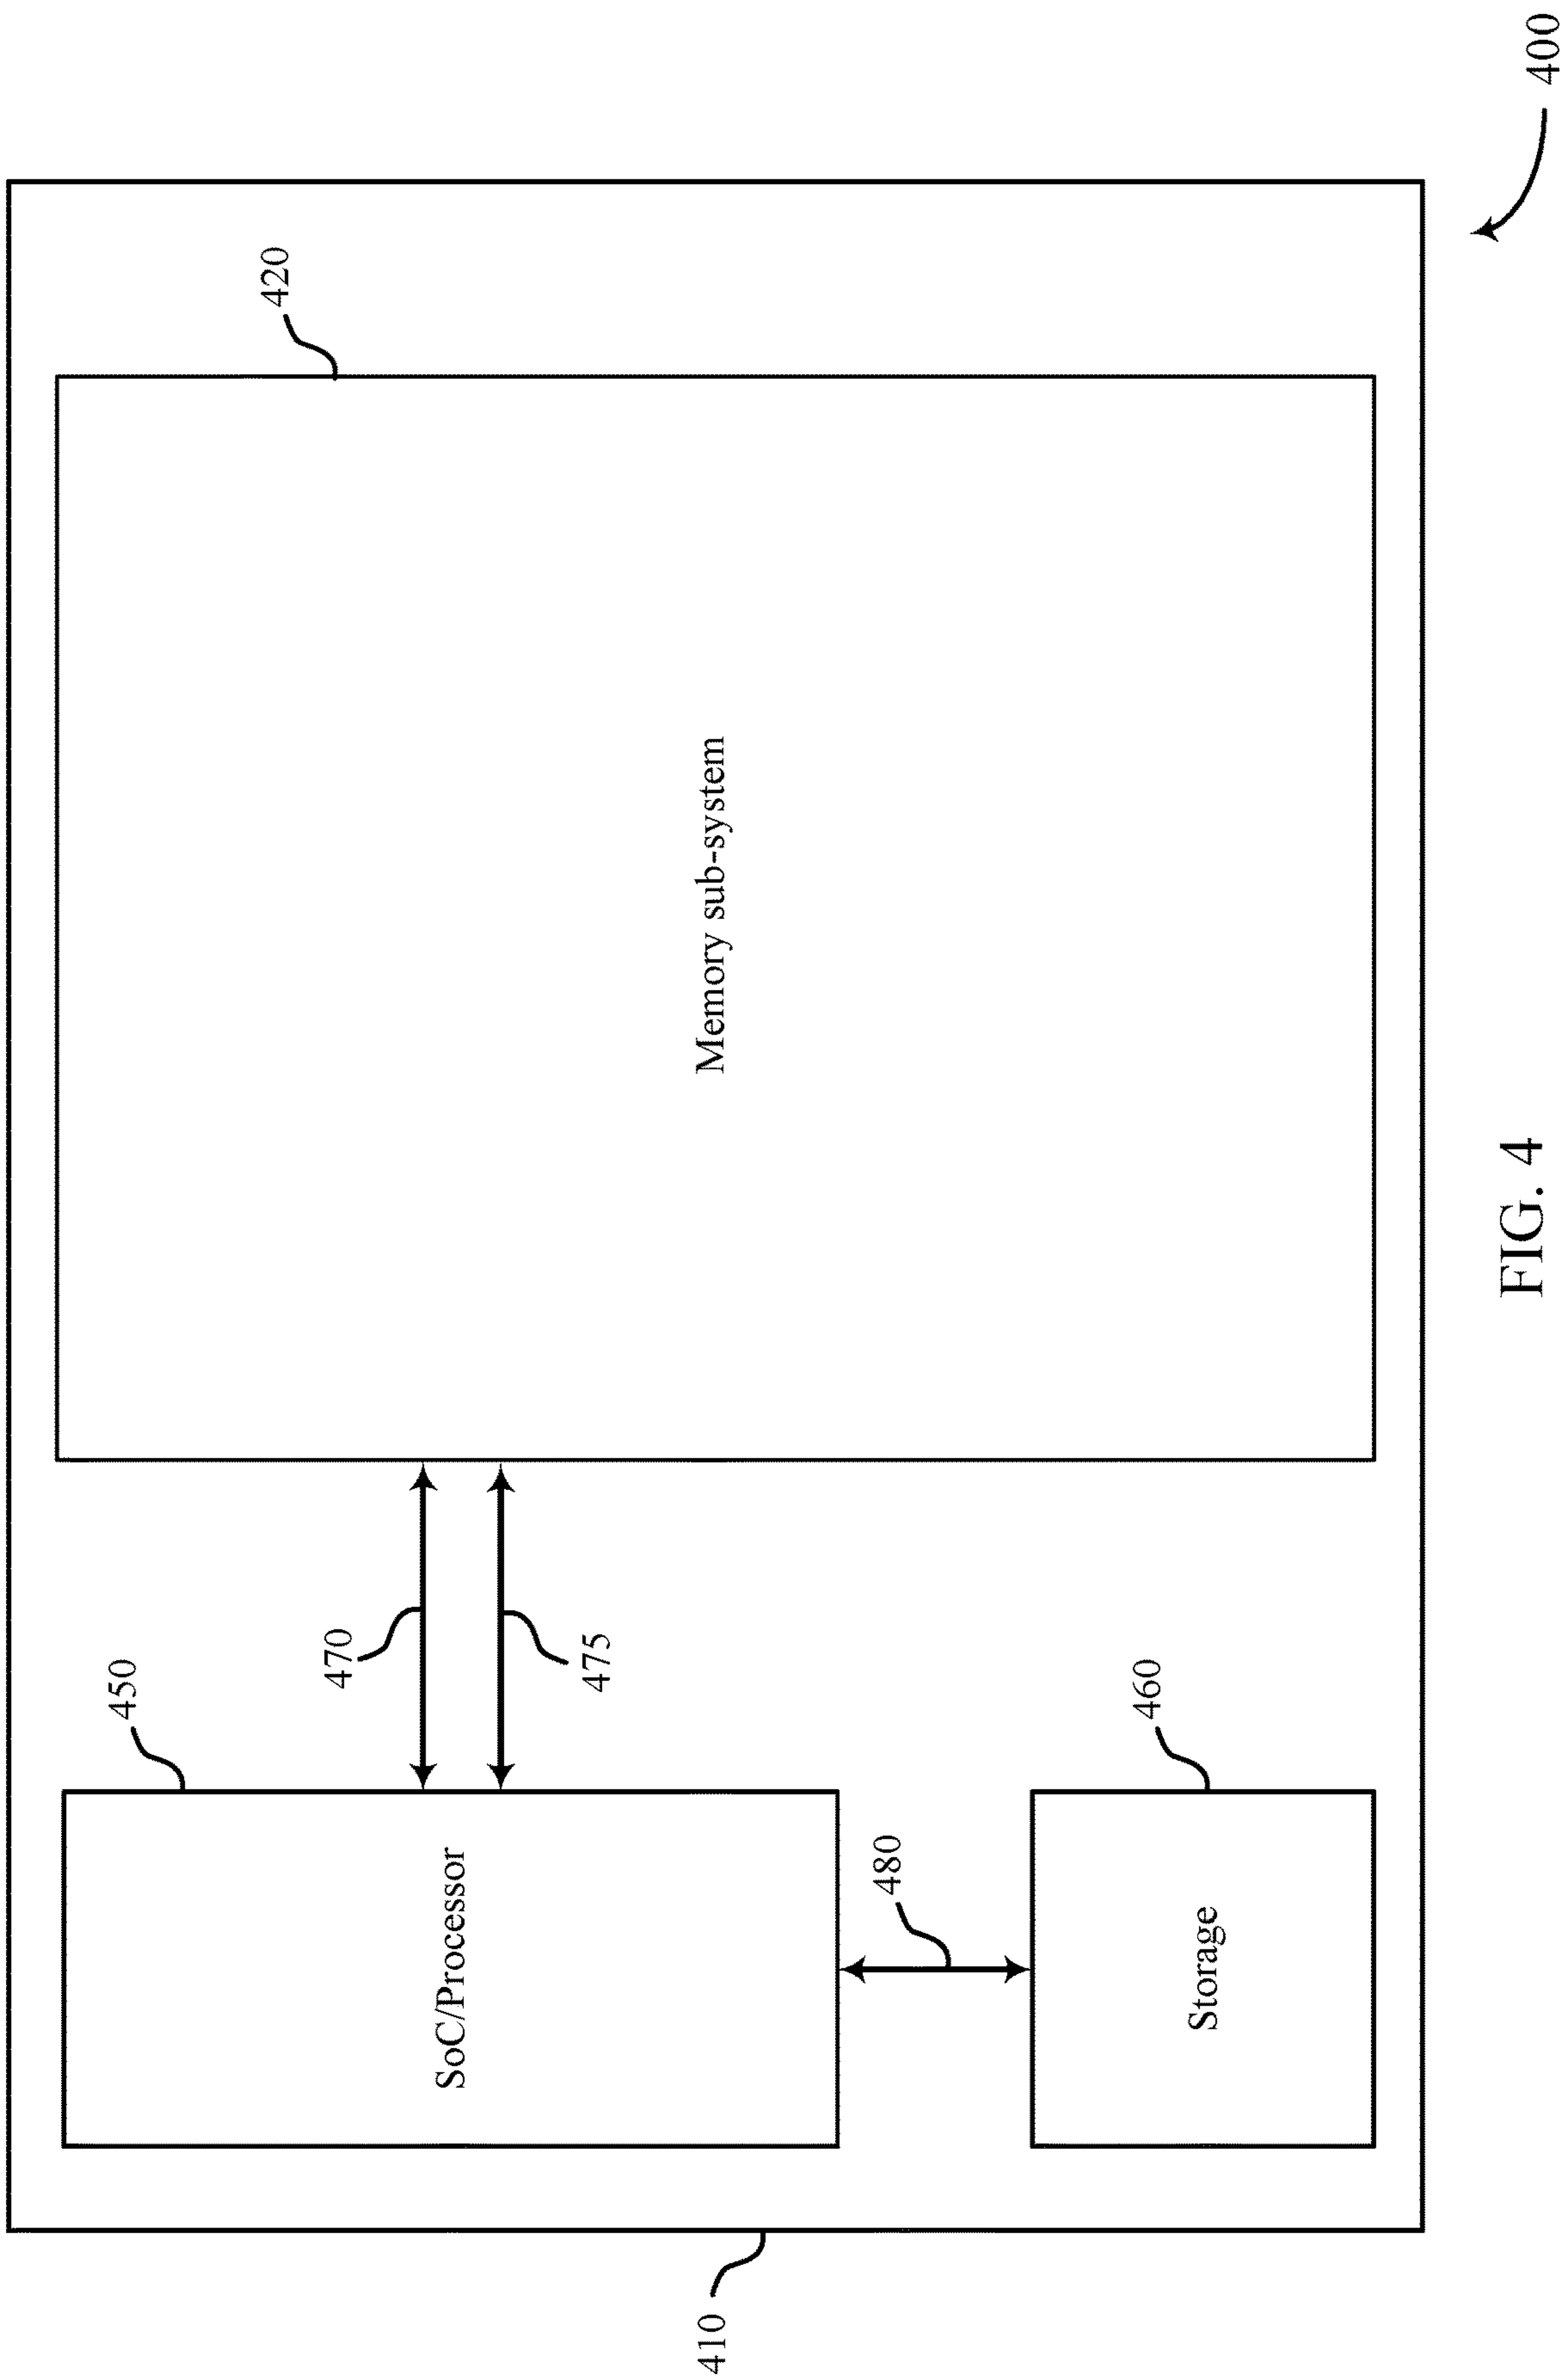 400
420
Memory sub-system
470
475
450
SoC/Processor
480
460
Storage
410
FIG. 4